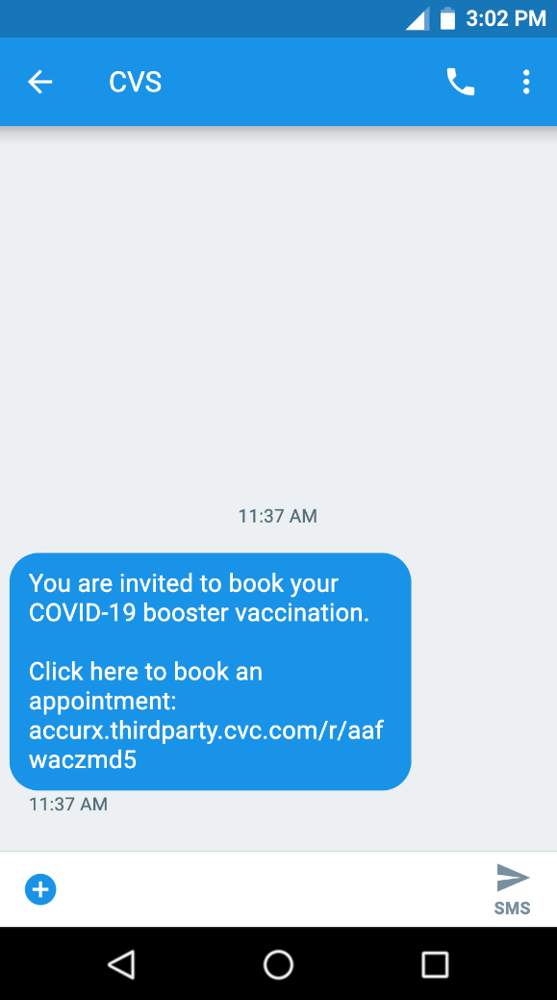 3:02 PM
CVS
11:37 AM
You are invited to book your
COVID-19 booster vaccination.
Click here to book an
appointment:
accurx.thirdparty.cvc.com/r/aaf
waczmd5
11:37 AM
SMS